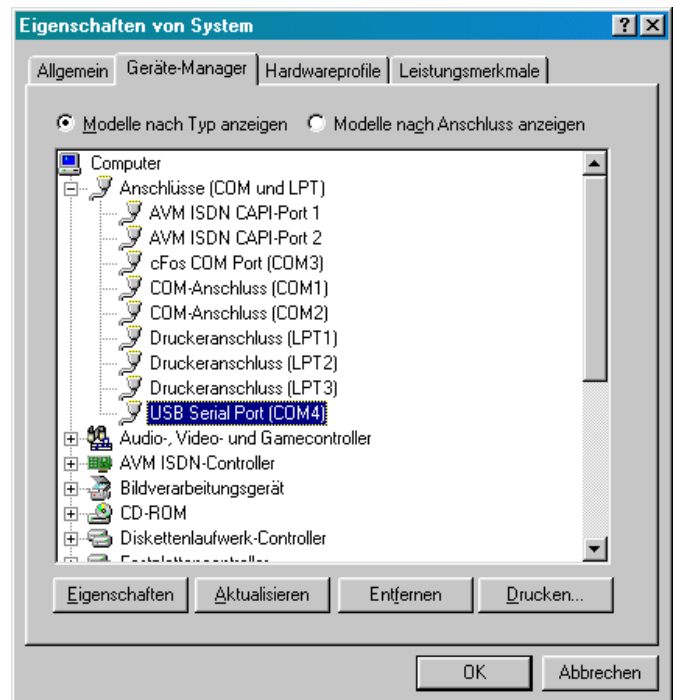 Eigenschaften von System
Allgemein Geräte-Manager Hardwareprofile Leistungsmerkmale
Modelle nach Typ anzeigen Modelle nach Anschluss anzeigen
Computer
Anschlüsse (COM und LPT)
AVM ISDN CAPI-Port 1
AVM ISDN CAPI-Port 2
cFos COM Port (COM3)
COM-Anschluss (COM1)
COM-Anschluss (COM2)
Druckeranschluss (LPT1)
Druckeranschluss (LPT2)
Druckeranschluss (LPT3)
USB Serial Port (COM4)
Audio-, Video- und Gamecontroller
AVM ISDN-Controller
Bildverarbeitungsgerät
CD-ROM
Diskettenlaufwerk-Controller
Eigenschaften Aktualisieren Entfernen Drucken...
OK Abbrechen